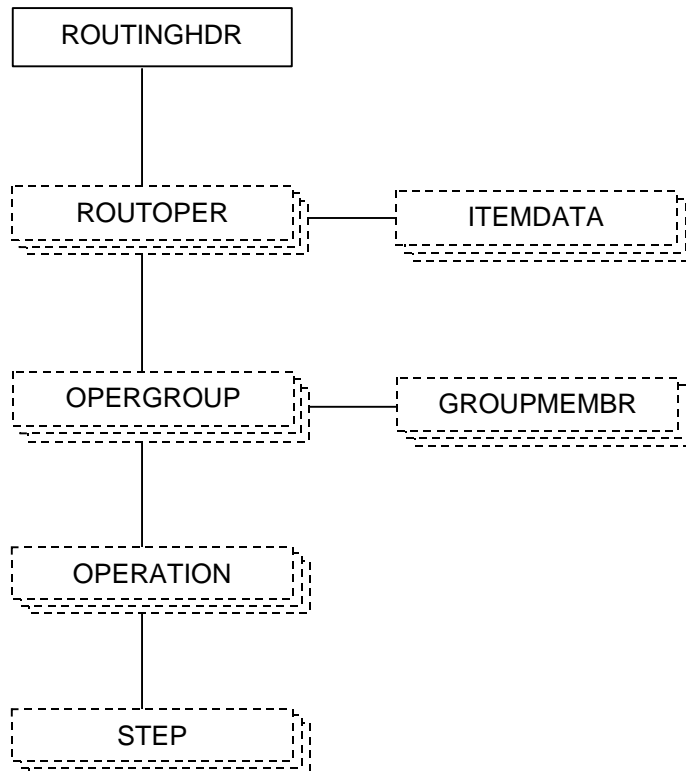 ROUTINGHDR
ROUTOPER
ITEMDATA
OPERGROUP
GROUPMEMBR
OPERATION
STEP